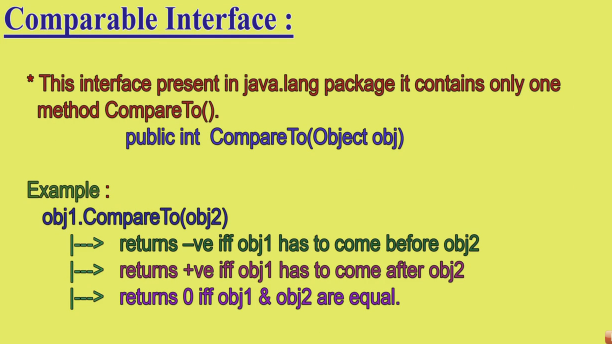 Comparable Interface :
* This interface present in java.lang package it contains only one
method CompareTo().
public int CompareTo(Object obj)
Example :
obj1.CompareTo(obj2)
|---> returns –ve iff obj1 has to come before obj2
|---> returns +ve iff obj1 has to come after obj2
|---> returns 0 iff obj1 & obj2 are equal.